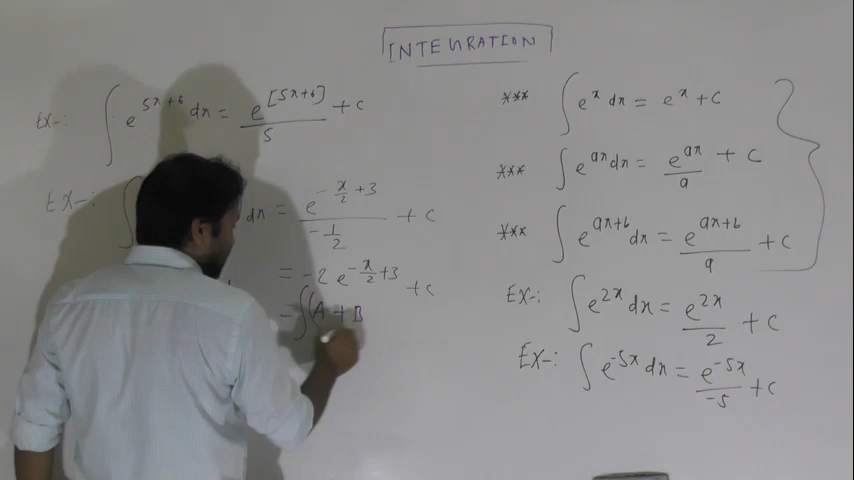 INTEGRATION
Ex-: ∫ e^{5x+6} dx = e^{[5x+6]}/5 + c
Ex-: ∫ dx = e^{-x/2+3}/(-1/2) + c
= -2 e^{-x/2+3} + c
- ∫(A + B
*** ∫ e^x dx = e^x + c
*** ∫ e^{ax} dx = e^{ax}/a + c
*** ∫ e^{ax+b} dx = e^{ax+b}/a + c
Ex-: ∫ e^{2x} dx = e^{2x}/2 + c
Ex-: ∫ e^{-5x} dx = e^{-5x}/-5 + c